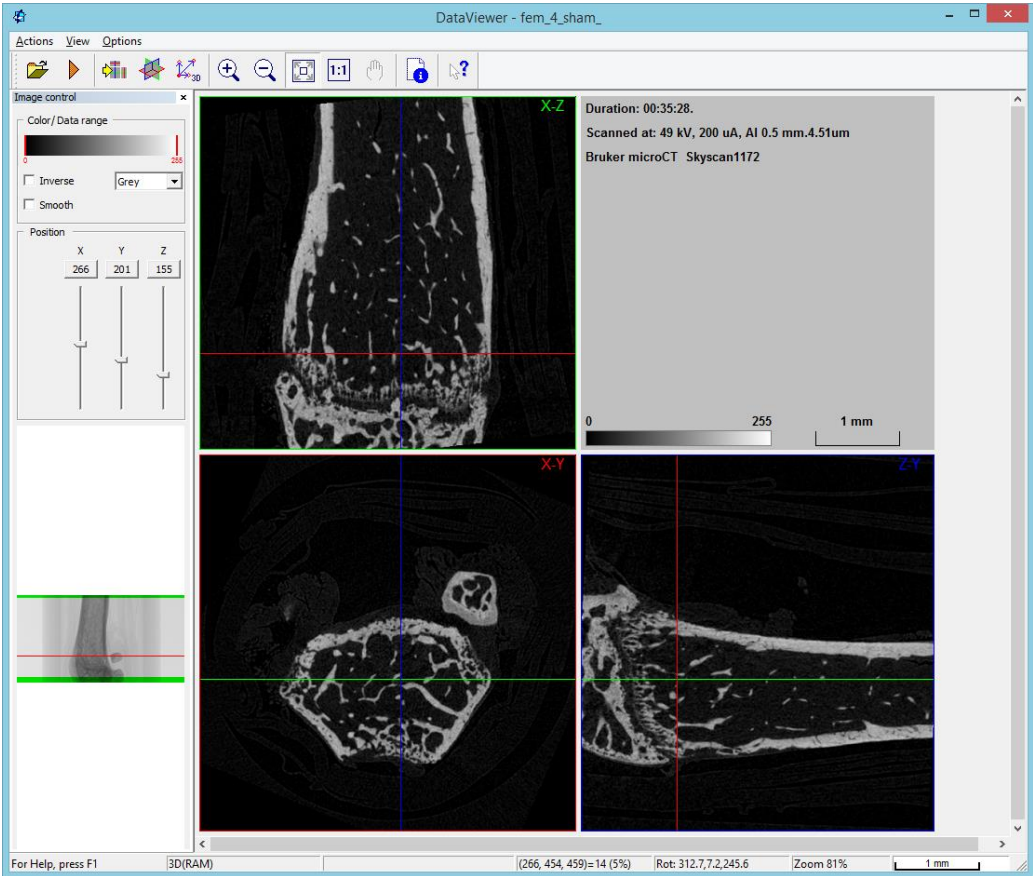 DataViewer - fem_4_sham_
Actions View Options
3D
1:1
Image control
Color/Data range
0
255
Inverse
Grey
Smooth
Position
X Y Z
266 201 155
X-Z
Duration: 00:35:28.
Scanned at: 49 kV, 200 uA, Al 0.5 mm.4.51um
Bruker microCT Skyscan1172
0 255 1 mm
X-Y
Z-Y
For Help, press F1 3D(RAM) (266, 454, 459)=14 (5%) Rot: 312.7,7.2,245.6 Zoom 81% 1 mm